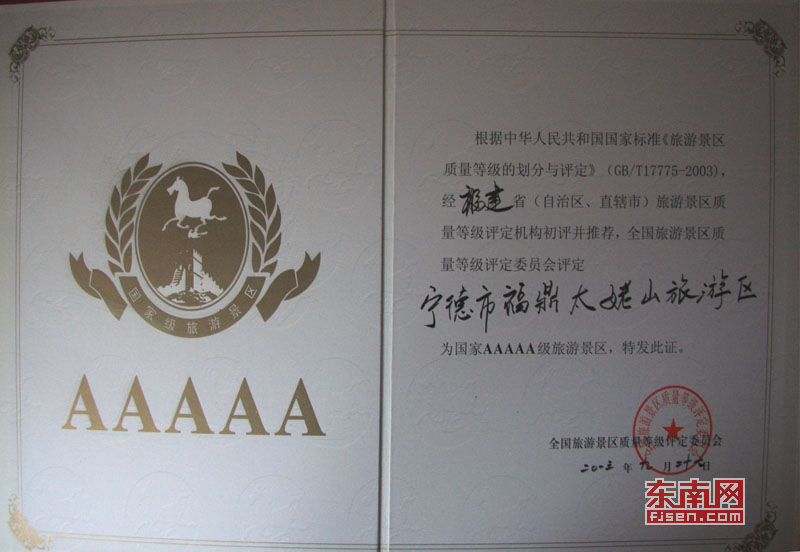 国家级旅游景区
AAAAA
根据中华人民共和国国家标准《旅游景区
质量等级的划分与评定》（GB/T17775-2003），
经福建省（自治区、直辖市）旅游景区质
量等级评定机构初评并推荐，全国旅游景区质
量等级评定委员会评定
宁德市福鼎太姥山旅游区
为国家AAAAA级旅游景区，特发此证。
全国旅游景区质量等级评定委员会
年 九月 日
东南网
FJSEN.COM